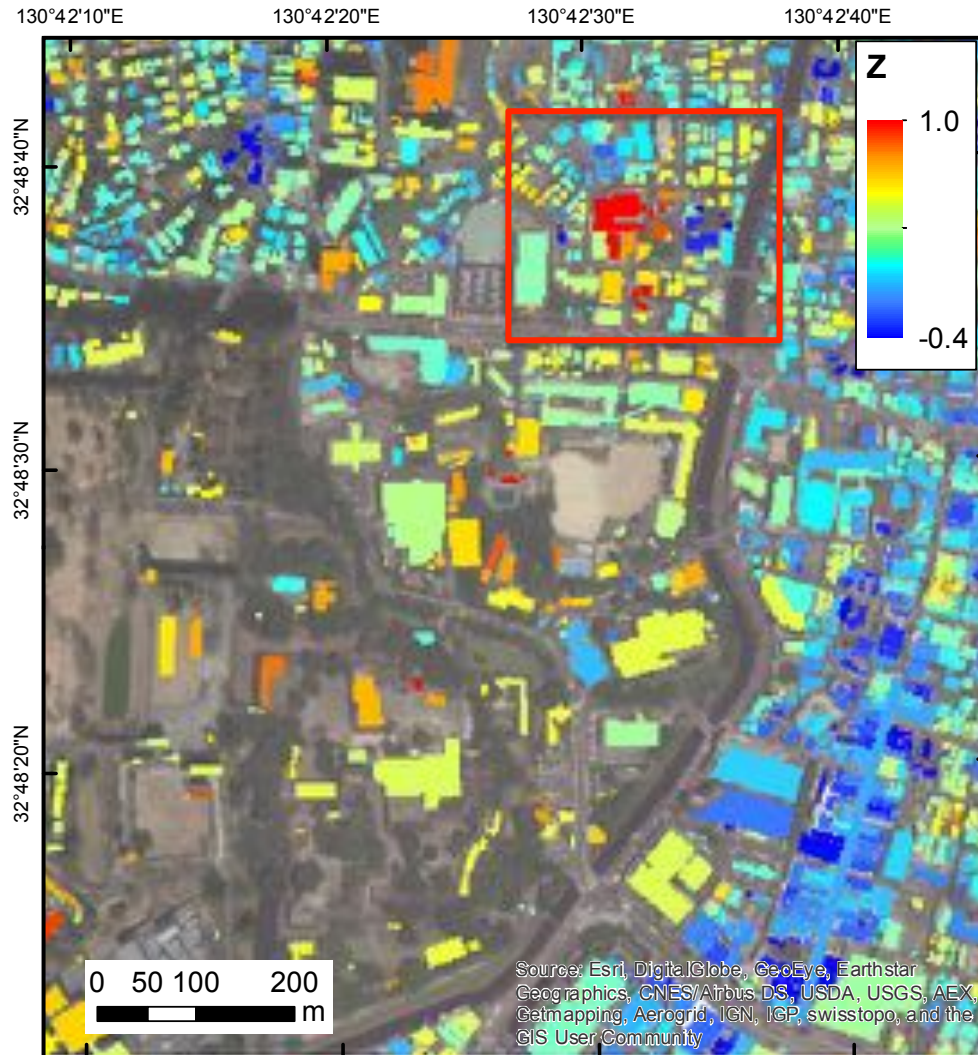 130°42'10"E 130°42'20"E 130°42'30"E 130°42'40"E
Z
1.0
-0.4
32°48'40"N
32°48'30"N
32°48'20"N
0 50 100 200
m
Source: Esri, DigitalGlobe, GeoEye, Earthstar
Geographics, CNES/Airbus DS, USDA, USGS, AEX,
Getmapping, Aerogrid, IGN, IGP, swisstopo, and the
GIS User Community